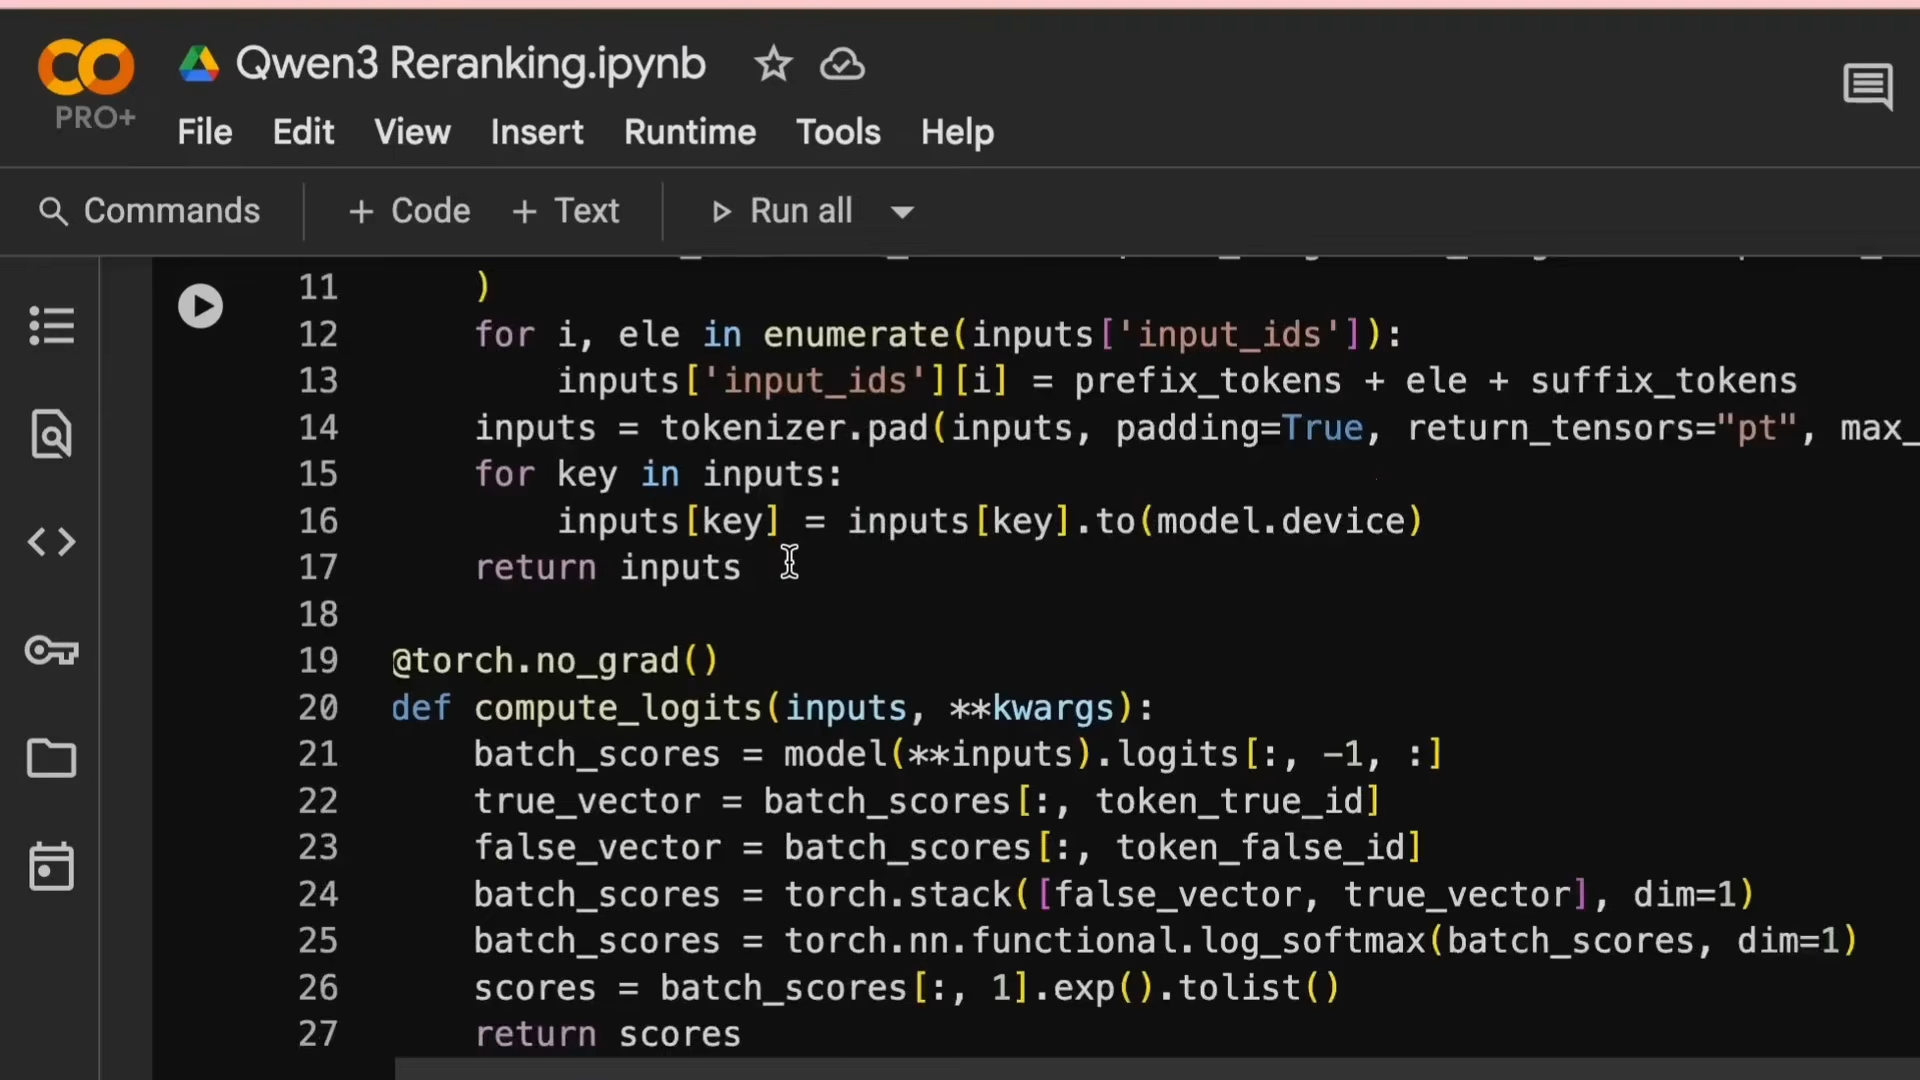 Qwen3 Reranking.ipynb
PRO+
File Edit View Insert Runtime Tools Help
Commands + Code + Text Run all
11 )
12 for i, ele in enumerate(inputs['input_ids']):
13 inputs['input_ids'][i] = prefix_tokens + ele + suffix_tokens
14 inputs = tokenizer.pad(inputs, padding=True, return_tensors="pt", max_
15 for key in inputs:
16 inputs[key] = inputs[key].to(model.device)
17 return inputs
18
19 @torch.no_grad()
20 def compute_logits(inputs, **kwargs):
21 batch_scores = model(**inputs).logits[:, -1, :]
22 true_vector = batch_scores[:, token_true_id]
23 false_vector = batch_scores[:, token_false_id]
24 batch_scores = torch.stack([false_vector, true_vector], dim=1)
25 batch_scores = torch.nn.functional.log_softmax(batch_scores, dim=1)
26 scores = batch_scores[:, 1].exp().tolist()
27 return scores